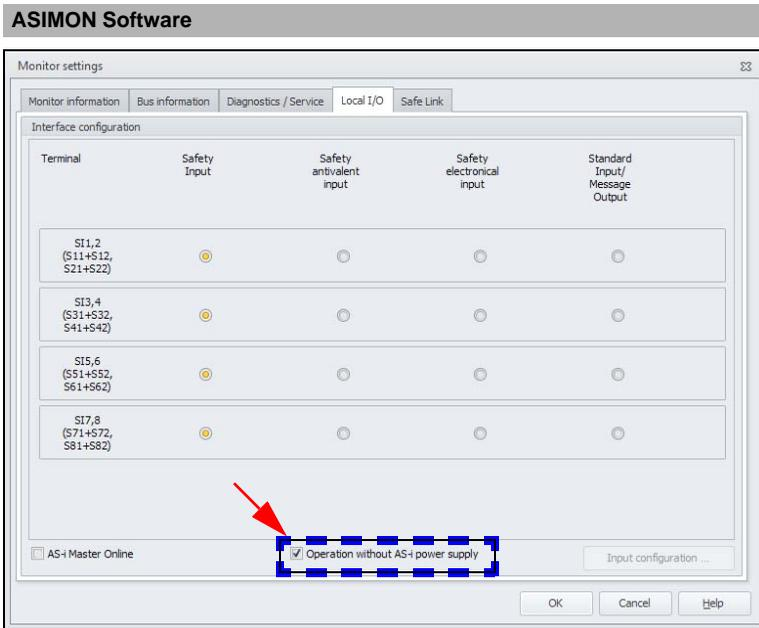 ASIMON Software
Monitor settings
Monitor information Bus information Diagnostics / Service Local I/O Safe Link
Interface configuration
Terminal Safety Safety Safety Standard
Input antivalent electronical Input/
input input Message
Output
SI1,2
(S11+S12,
S21+S22)
SI3,4
(S31+S32,
S41+S42)
SI5,6
(S51+S52,
S61+S62)
SI7,8
(S71+S72,
S81+S82)
AS-i Master Online Operation without AS-i power supply Input configuration ...
OK Cancel Help